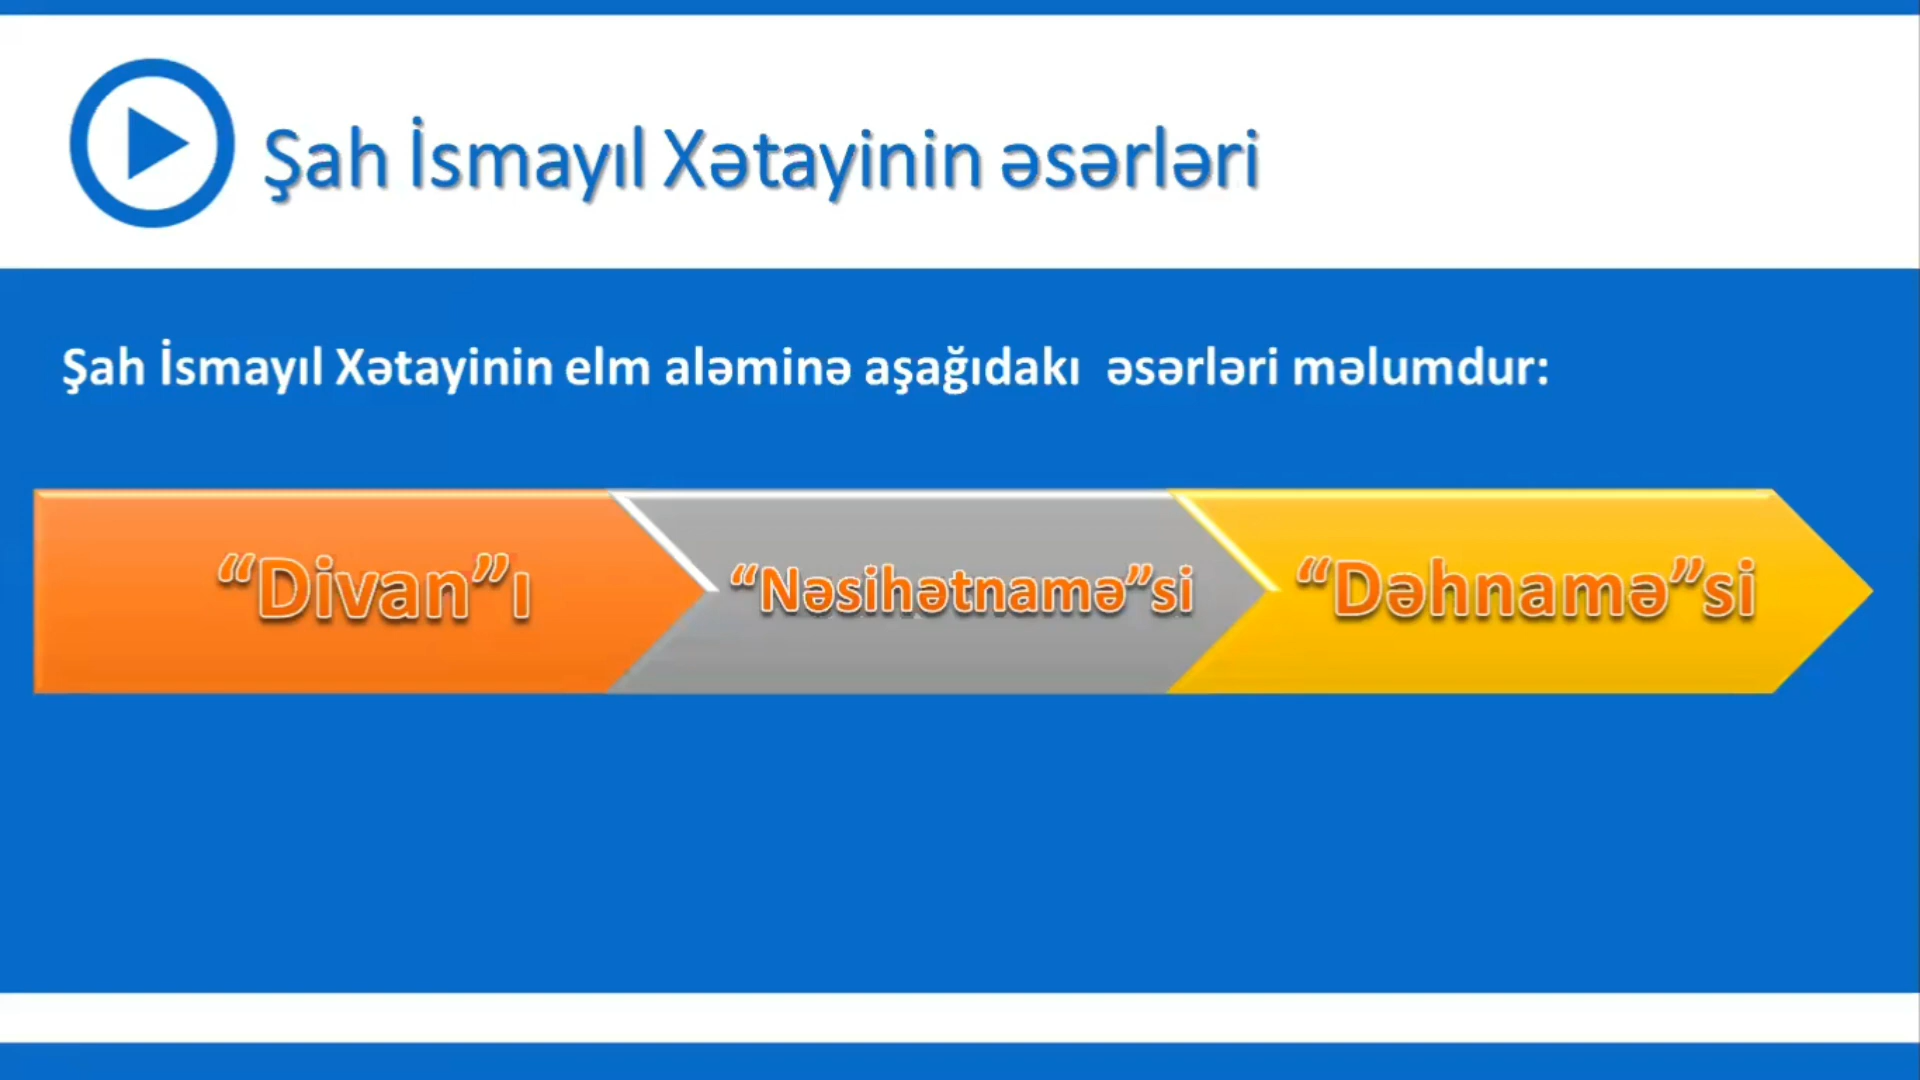 Şah İsmayıl Xətayinin əsərləri
Şah İsmayıl Xətayinin elm aləminə aşağıdakı əsərləri məlumdur:
“Divan”ı
“Nəsihətnamə”si
“Dəhnamə”si